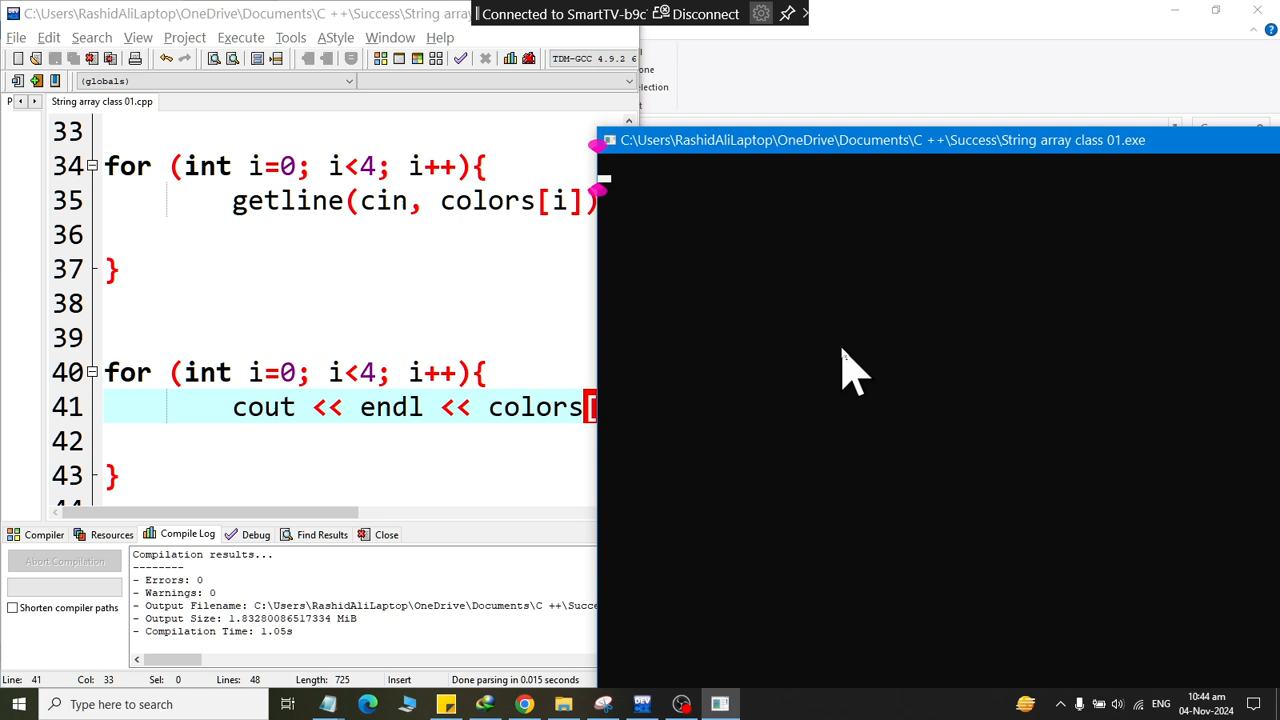 C:\Users\RashidAliLaptop\OneDrive\Documents\C ++\Success\String array
Connected to SmartTV-b9c
Disconnect
File Edit Search View Project Execute Tools AStyle Window Help
TDM-GCC 4.9.2 6
one
(globals)
election
P
String array class 01.cpp
C:\Users\RashidAliLaptop\OneDrive\Documents\C ++\Success\String array class 01.exe
33
34 for (int i=0; i<4; i++){
35 getline(cin, colors[i])
36
37 }
38
39
40 for (int i=0; i<4; i++){
41 cout << endl << colors[
42
43 }
Compiler Resources Compile Log Debug Find Results Close
Abort Compilation
Shorten compiler paths
Compilation results...
--------
- Errors: 0
- Warnings: 0
- Output Filename: C:\Users\RashidAliLaptop\OneDrive\Documents\C ++\Succe
- Output Size: 1.83280086517334 MiB
- Compilation Time: 1.05s
Line: 41 Col: 33 Sel: 0 Lines: 48 Length: 725 Insert Done parsing in 0.015 seconds
Type here to search
DEV
ENG
10:44 am
04-Nov-2024